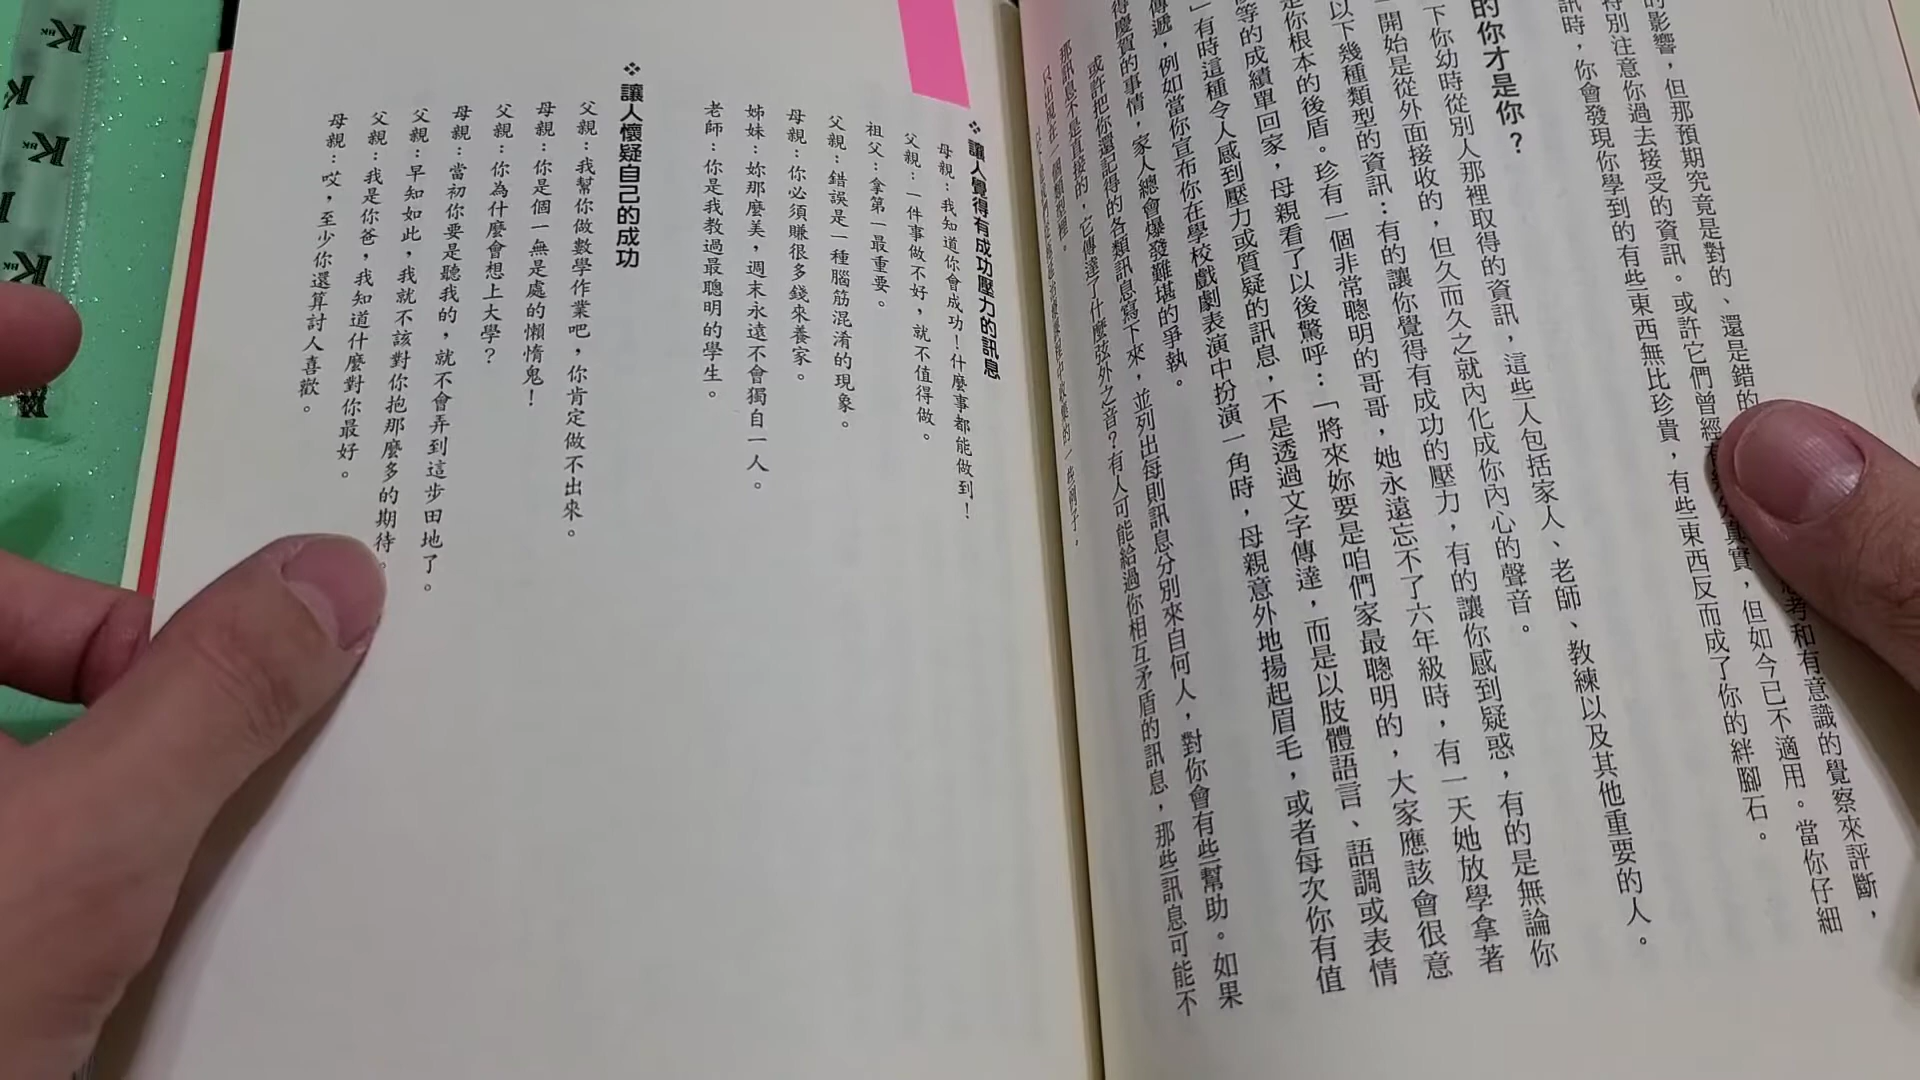 的影響，但那預期究竟是對的、還是錯的
思考和有意識的覺察來評斷，
特別注意你過去接受的資訊。或許它們曾經有
真實，但如今已不適用。當你仔細
訊時，你會發現你學到的有些東西無比珍貴，有些東西反而成了你的絆腳石。
的你才是你？
下你幼時從別人那裡取得的資訊，這些人包括家人、老師、教練以及其他重要的人。
開始是從外面接收的，但久而久之就內化成你內心的聲音。
以下幾種類型的資訊：有的讓你覺得有成功的壓力，有的讓你感到疑惑，有的是無論你
是你根本的後盾。珍有一個非常聰明的哥哥，她永遠忘不了六年級時，有一天她放學拿著
等的成績單回家，母親看了以後驚呼：「將來妳要是咱們家最聰明的，大家應該會很意
」有時這種令人感到壓力或質疑的訊息，不是透過文字傳達，而是以肢體語言、語調或表情
傳遞，例如當你宣布你在學校戲劇表演中扮演一角時，母親意外地揚起眉毛，或者每次你有值
得慶賀的事情，家人總會爆發難堪的爭執。
或許把你還記得的各類訊息寫下來，並列出每則訊息分別來自何人，對你會有些幫助。如果
那訊息不是直接的，它傳達了什麼弦外之音？有人可能給過你相互矛盾的訊息，那些訊息可能不
只出現在一個類型裡。
❖ 讓人覺得有成功壓力的訊息
母親：我知道你會成功！什麼事都能做到！
父親：一件事做不好，就不值得做。
祖父：拿第一最重要。
父親：錯誤是一種腦筋混淆的現象。
母親：你必須賺很多錢來養家。
姊妹：妳那麼美，週末永遠不會獨自一人。
老師：你是我教過最聰明的學生。
❖ 讓人懷疑自己的成功
父親：我幫你做數學作業吧，你肯定做不出來。
母親：你是個一無是處的懶惰鬼！
父親：你為什麼會想上大學？
母親：當初你要是聽我的，就不會弄到這步田地了。
父親：早知如此，我就不該對你抱那麼多的期待。
父親：我是你爸，我知道什麼對你最好。
母親：哎，至少你還算討人喜歡。
K
K
K